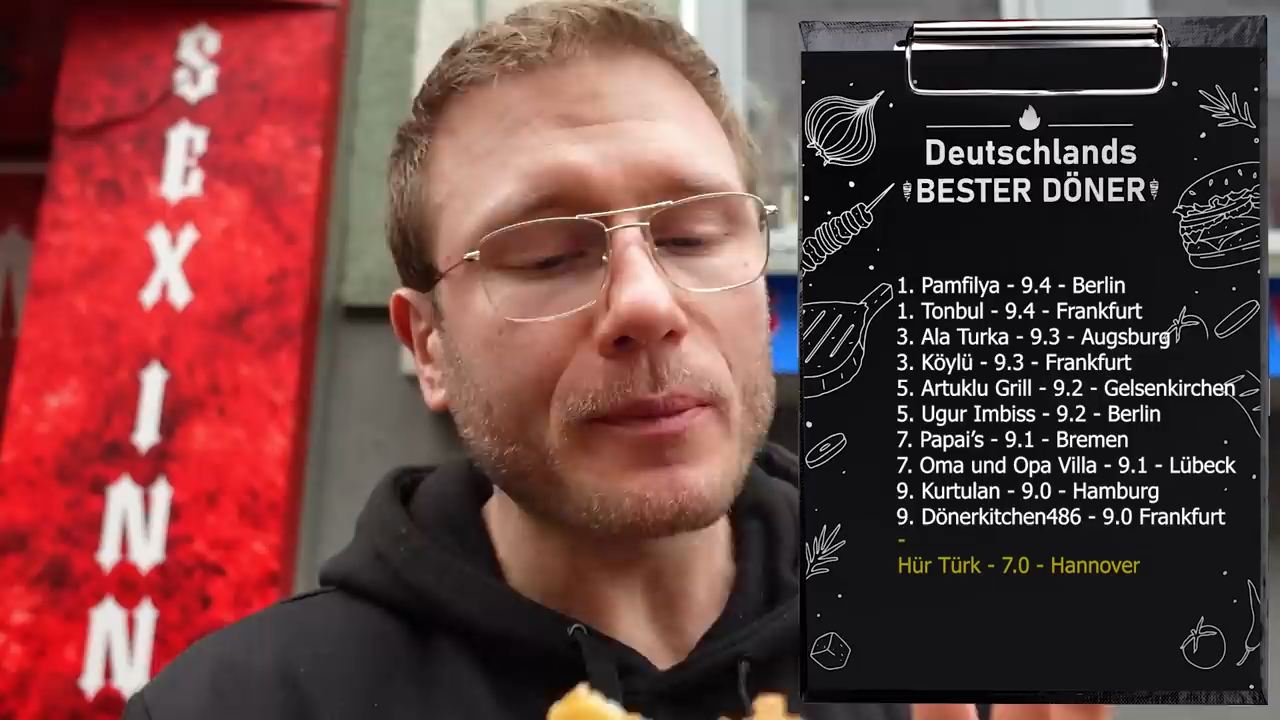 SEX INN
Deutschlands
BESTER DÖNER
1. Pamfilya - 9.4 - Berlin
1. Tonbul - 9.4 - Frankfurt
3. Ala Turka - 9.3 - Augsburg
3. Köylü - 9.3 - Frankfurt
5. Artuklu Grill - 9.2 - Gelsenkirchen
5. Ugur Imbiss - 9.2 - Berlin
7. Papai’s - 9.1 - Bremen
7. Oma und Opa Villa - 9.1 - Lübeck
9. Kurtulan - 9.0 - Hamburg
9. Dönerkitchen486 - 9.0 Frankfurt
-
Hür Türk - 7.0 - Hannover